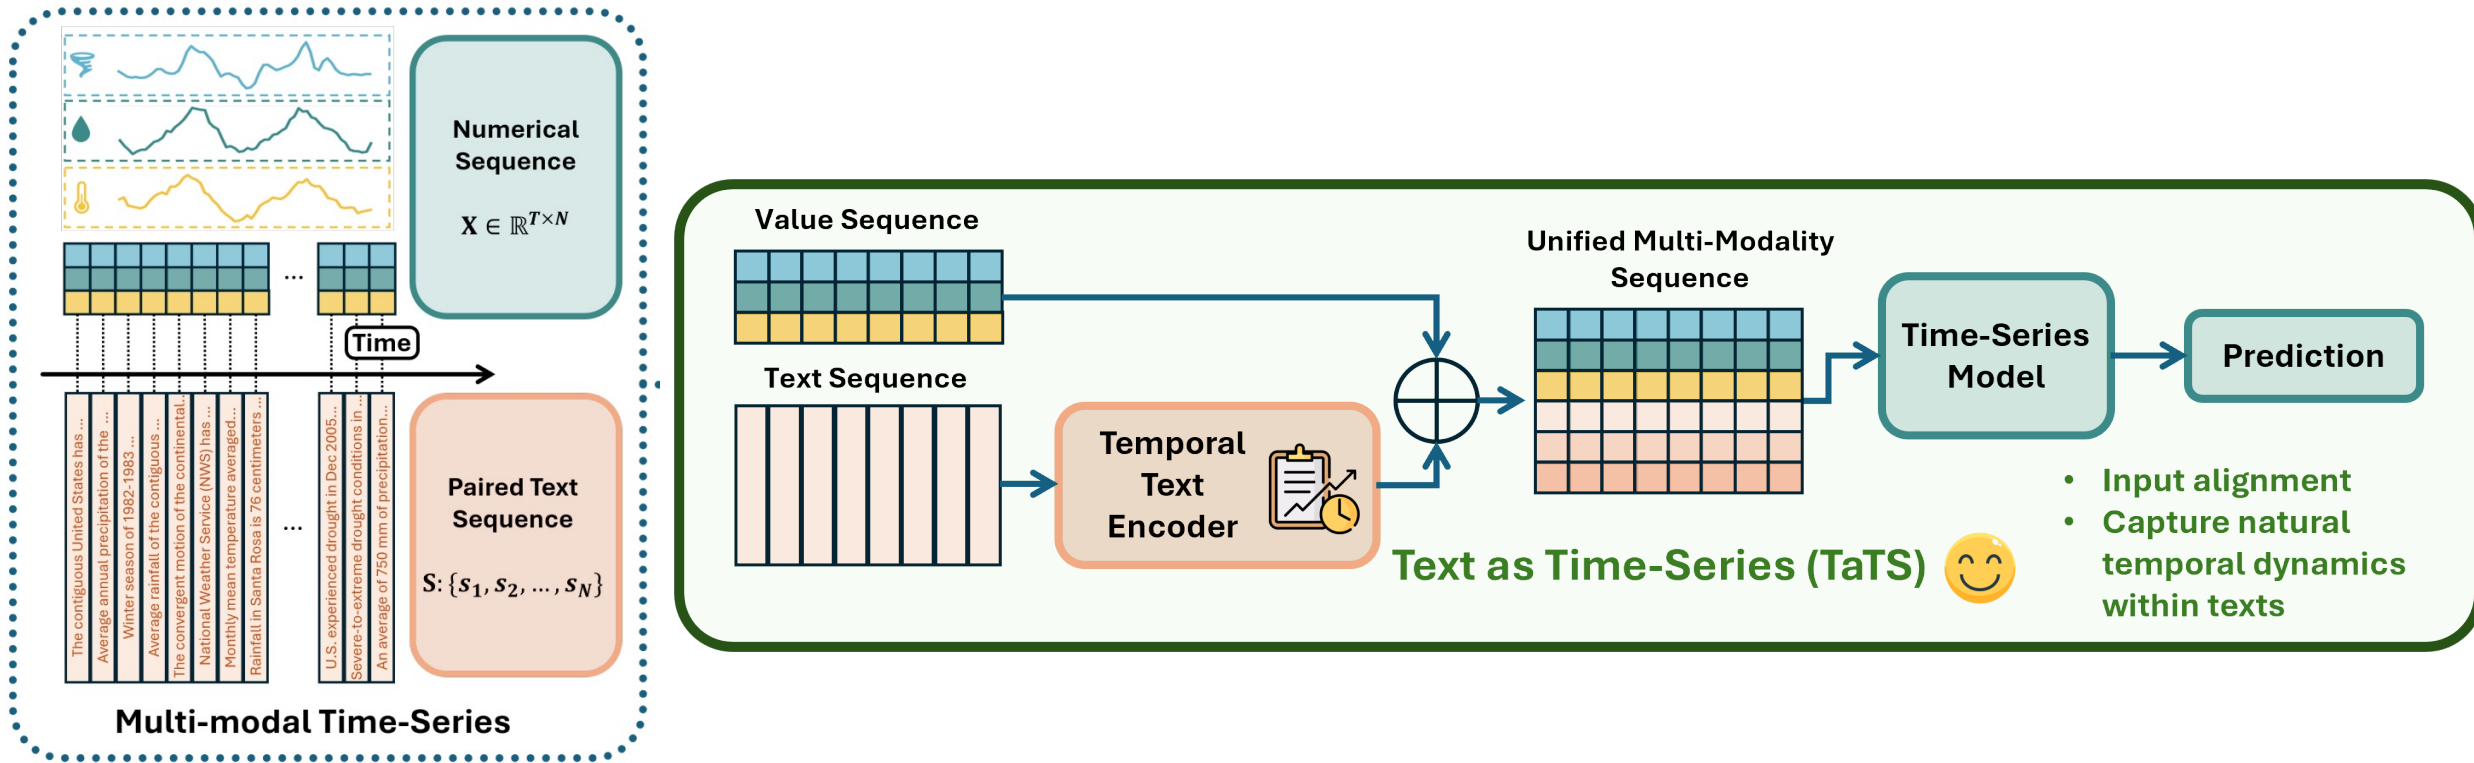 Numerical
Sequence
X ∈ ℝ^{T×N}
...
Time
The contiguous United States has ...
Average annual precipitation of the ...
Winter season of 1982-1983 ...
Average rainfall of the contiguous ...
The convergent motion of the continental...
National Weather Service (NWS) has ...
Monthly mean temperature averaged...
Rainfall in Santa Rosa is 76 centimeters ...
...
U.S. experienced drought in Dec 2005...
Severe-to-extreme drought conditions in ...
An average of 750 mm of precipitation...
Paired Text
Sequence
S: {s₁, s₂, ... , s_N}
Multi-modal Time-Series
Value Sequence
Text Sequence
Temporal
Text
Encoder
Unified Multi-Modality
Sequence
Time-Series
Model
Prediction
Text as Time-Series (TaTS)
• Input alignment
• Capture natural
temporal dynamics
within texts